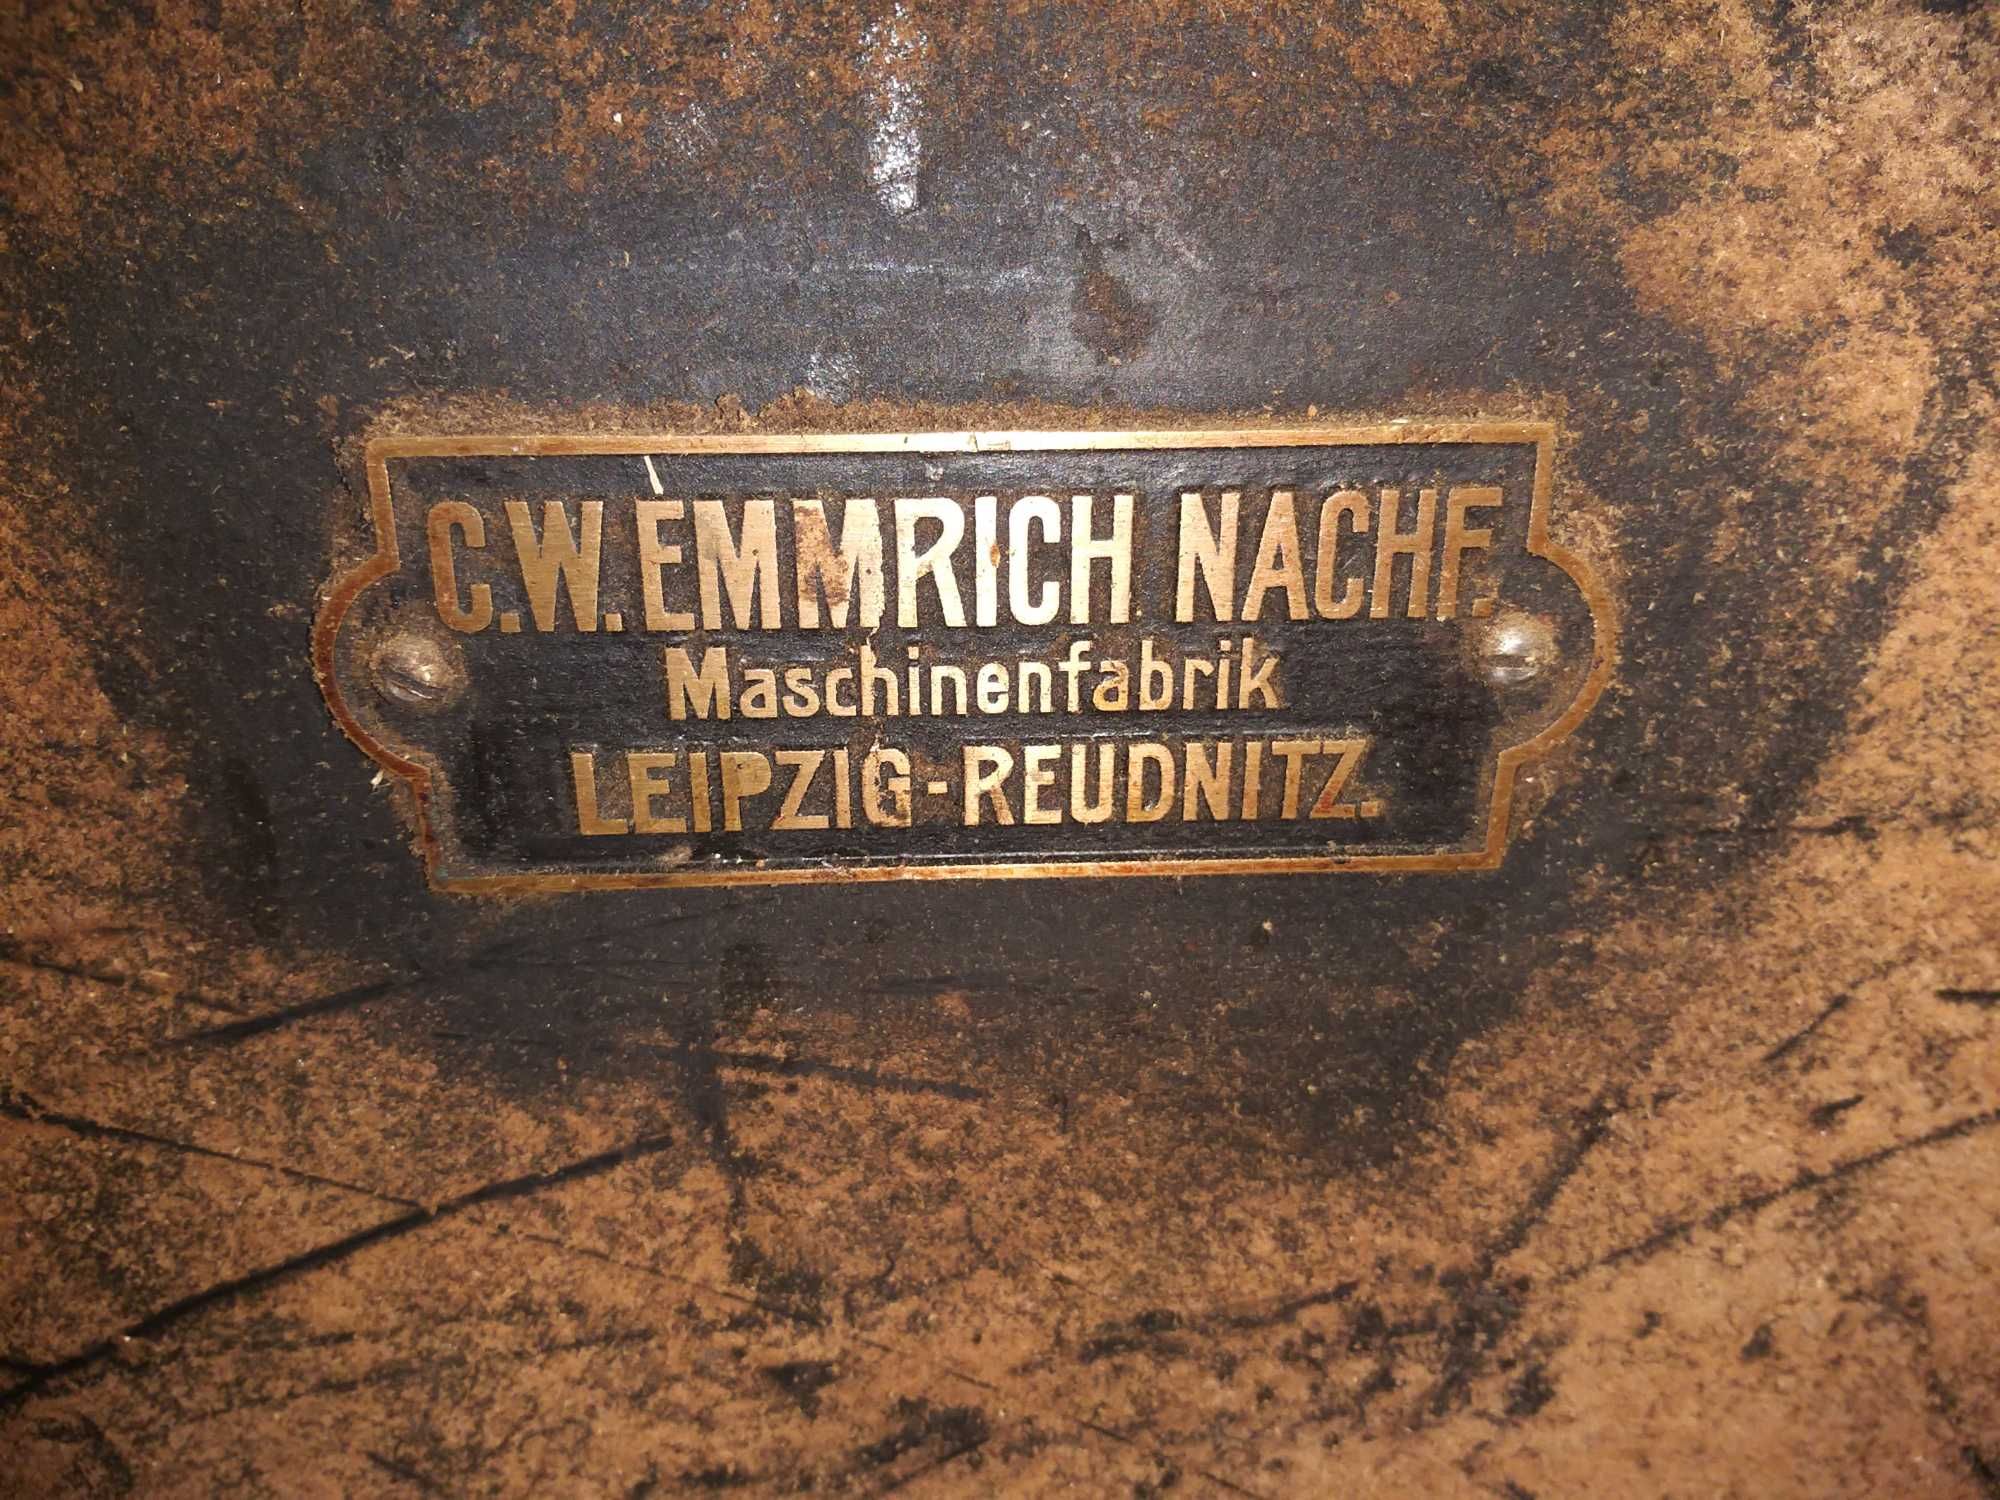 C.W. EMMRICH NACHF.
Maschinenfabrik
LEIPZIG-REUDNITZ.